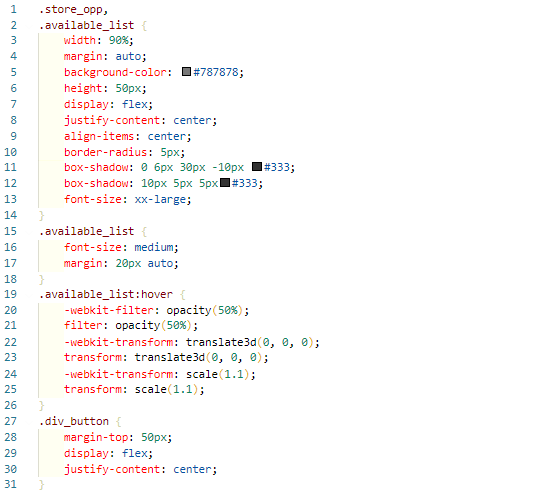 1 .store_opp,
2 .available_list {
3 width: 90%;
4 margin: auto;
5 background-color: #787878;
6 height: 50px;
7 display: flex;
8 justify-content: center;
9 align-items: center;
10 border-radius: 5px;
11 box-shadow: 0 6px 30px -10px #333;
12 box-shadow: 10px 5px 5px #333;
13 font-size: xx-large;
14 }
15 .available_list {
16 font-size: medium;
17 margin: 20px auto;
18 }
19 .available_list:hover {
20 -webkit-filter: opacity(50%);
21 filter: opacity(50%);
22 -webkit-transform: translate3d(0, 0, 0);
23 transform: translate3d(0, 0, 0);
24 -webkit-transform: scale(1.1);
25 transform: scale(1.1);
26 }
27 .div_button {
28 margin-top: 50px;
29 display: flex;
30 justify-content: center;
31 }